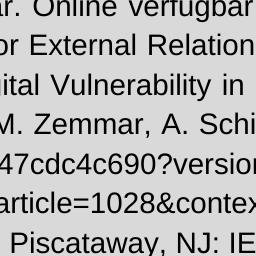 ar. Online verfügbar
or External Relation
ital Vulnerability in
M. Zemmar, A. Schi
47cdc4c690?version
article=1028&contex
Piscataway, NJ: IE